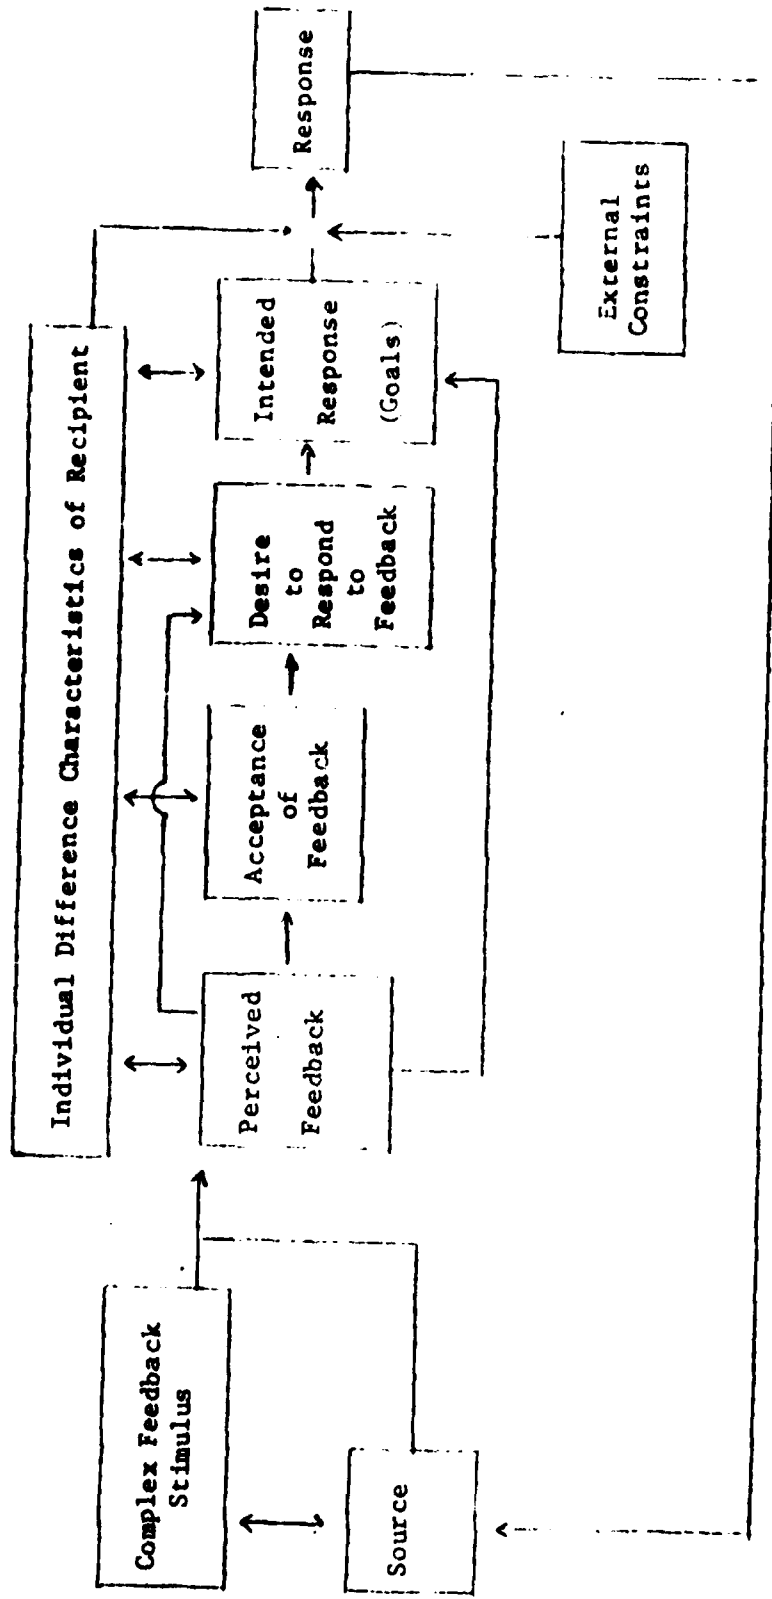 Individual Difference Characteristics of Recipient
Complex Feedback
Stimulus
Source
Perceived
Feedback
Acceptance
of
Feedback
Desire
to
Respond
to
Feedback
Intended
Response
(Goals)
Response
External
Constraints